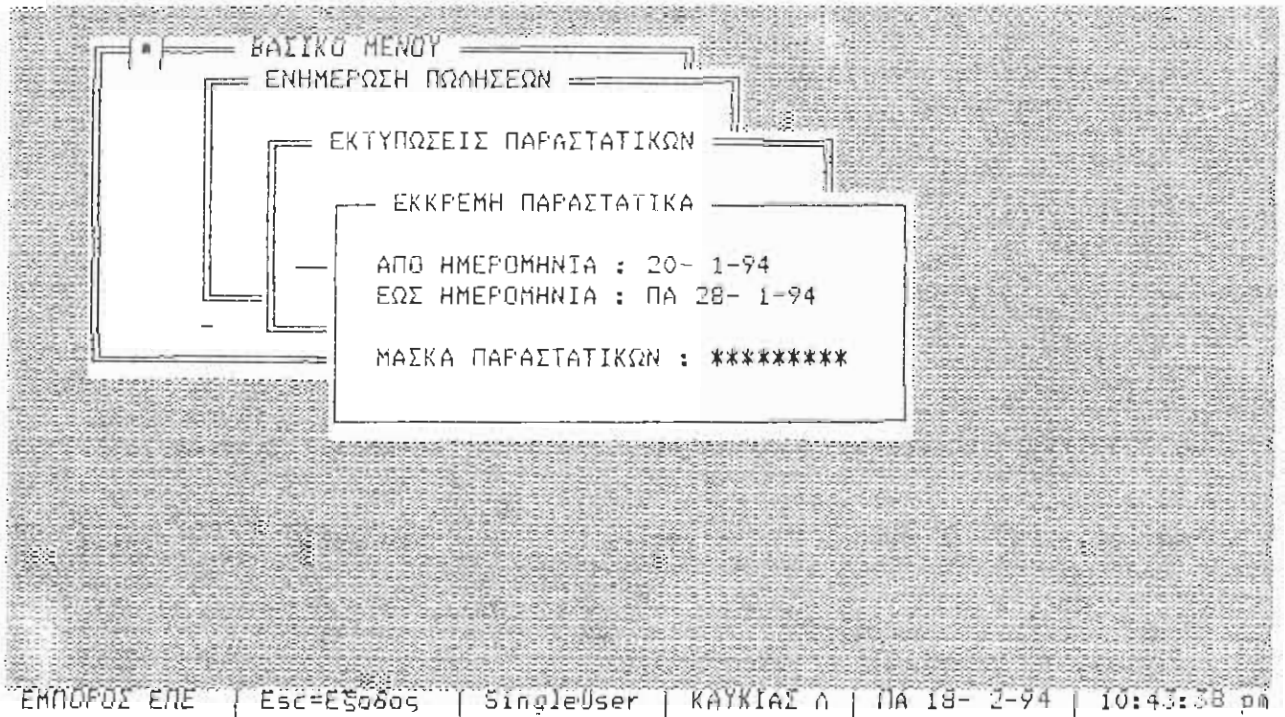 ΒΑΣΙΚΟ ΜΕΝΟΥ
ΕΝΗΜΕΡΩΣΗ ΠΩΛΗΣΕΩΝ
ΕΚΤΥΠΩΣΕΙΣ ΠΑΡΑΣΤΑΤΙΚΩΝ
ΕΚΚΡΕΜΗ ΠΑΡΑΣΤΑΤΙΚΑ
ΑΠΟ ΗΜΕΡΟΜΗΝΙΑ : 20- 1-94
ΕΩΣ ΗΜΕΡΟΜΗΝΙΑ : ΠΑ 28- 1-94
ΜΑΣΚΑ ΠΑΡΑΣΤΑΤΙΚΩΝ : *********
ΕΜΠΟΡΟΣ ΕΠΕ | Esc=Εξοδος | SingleUser | ΚΑΥΚΙΑΣ Λ | ΠΑ 18- 2-94 | 10:43:38 pm